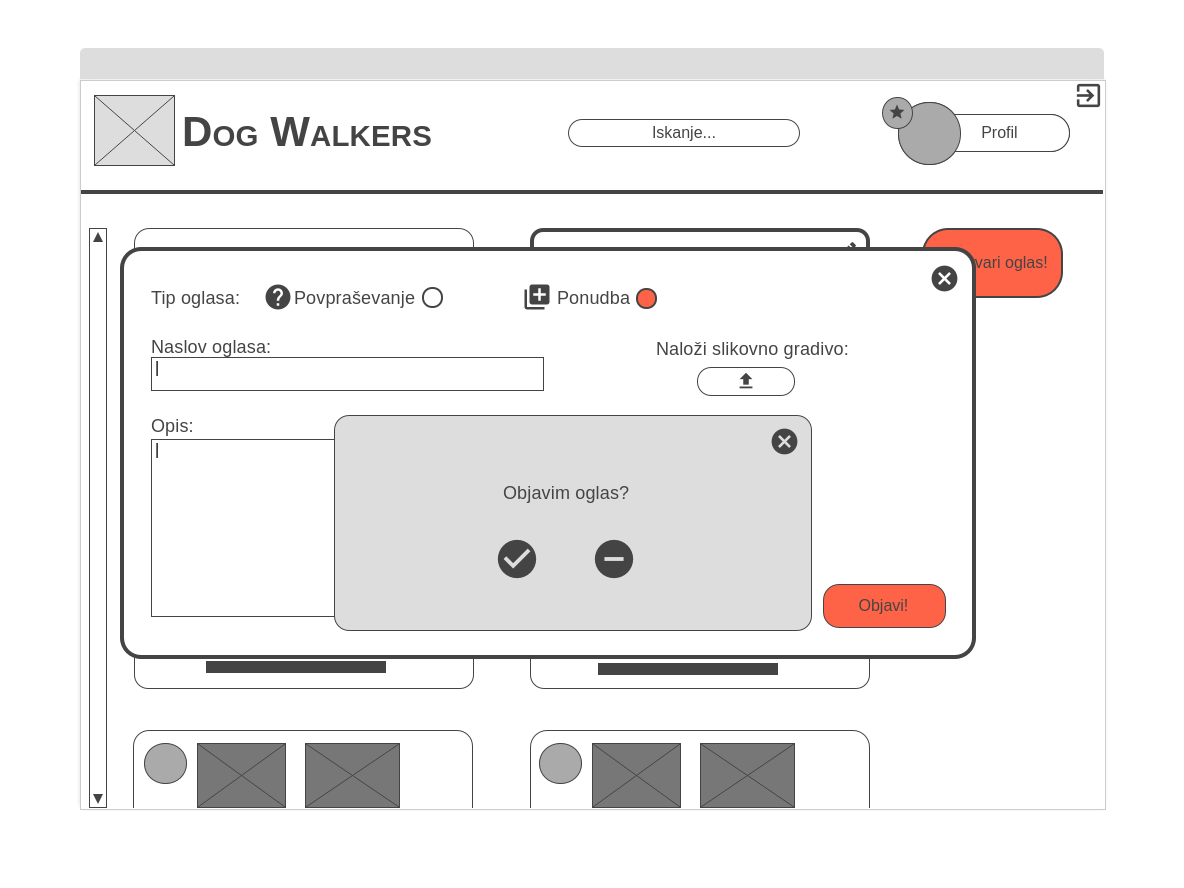 Dog Walkers
Iskanje...
Profil
vari oglas!
Tip oglasa:
Povpraševanje
Ponudba
Naslov oglasa:
Naloži slikovno gradivo:
Opis:
Objavim oglas?
Objavi!